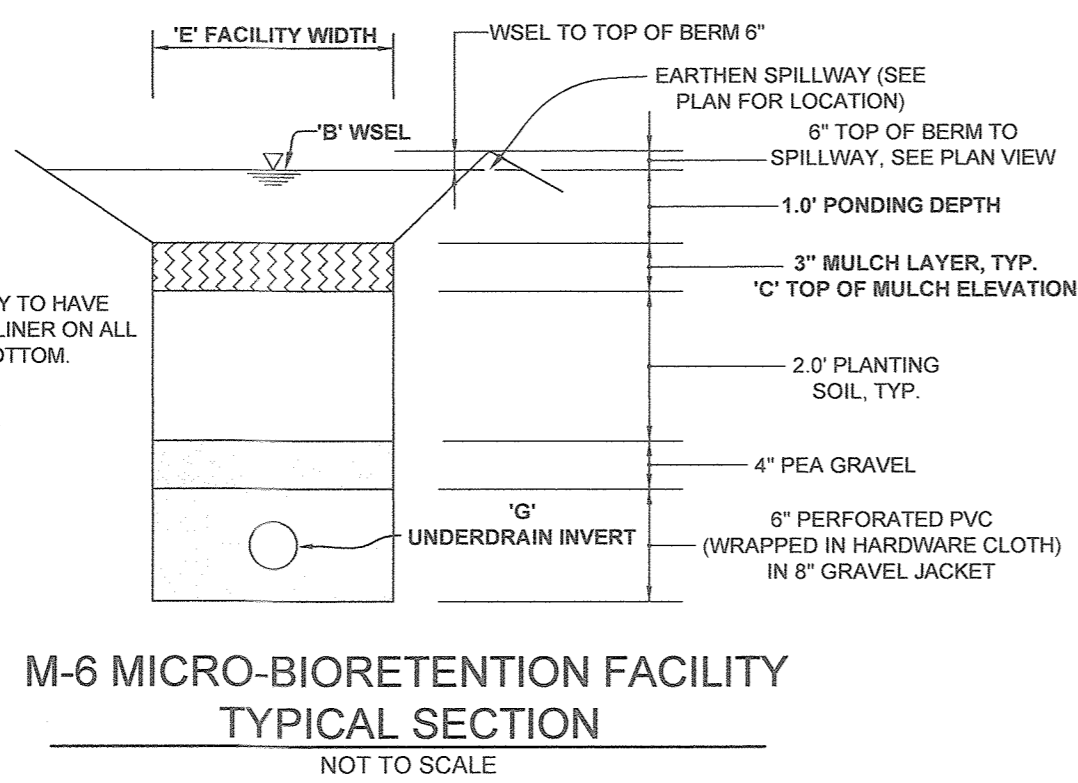 'E' FACILITY WIDTH
WSEL TO TOP OF BERM 6"
EARTHEN SPILLWAY (SEE
PLAN FOR LOCATION)
'B' WSEL
6" TOP OF BERM TO
SPILLWAY, SEE PLAN VIEW
1.0' PONDING DEPTH
3" MULCH LAYER, TYP.
'C' TOP OF MULCH ELEVATION
Y TO HAVE
LINER ON ALL
OTTOM.
2.0' PLANTING
SOIL, TYP.
4" PEA GRAVEL
'G'
UNDERDRAIN INVERT
6" PERFORATED PVC
(WRAPPED IN HARDWARE CLOTH)
IN 8" GRAVEL JACKET
M-6 MICRO-BIORETENTION FACILITY
TYPICAL SECTION
NOT TO SCALE